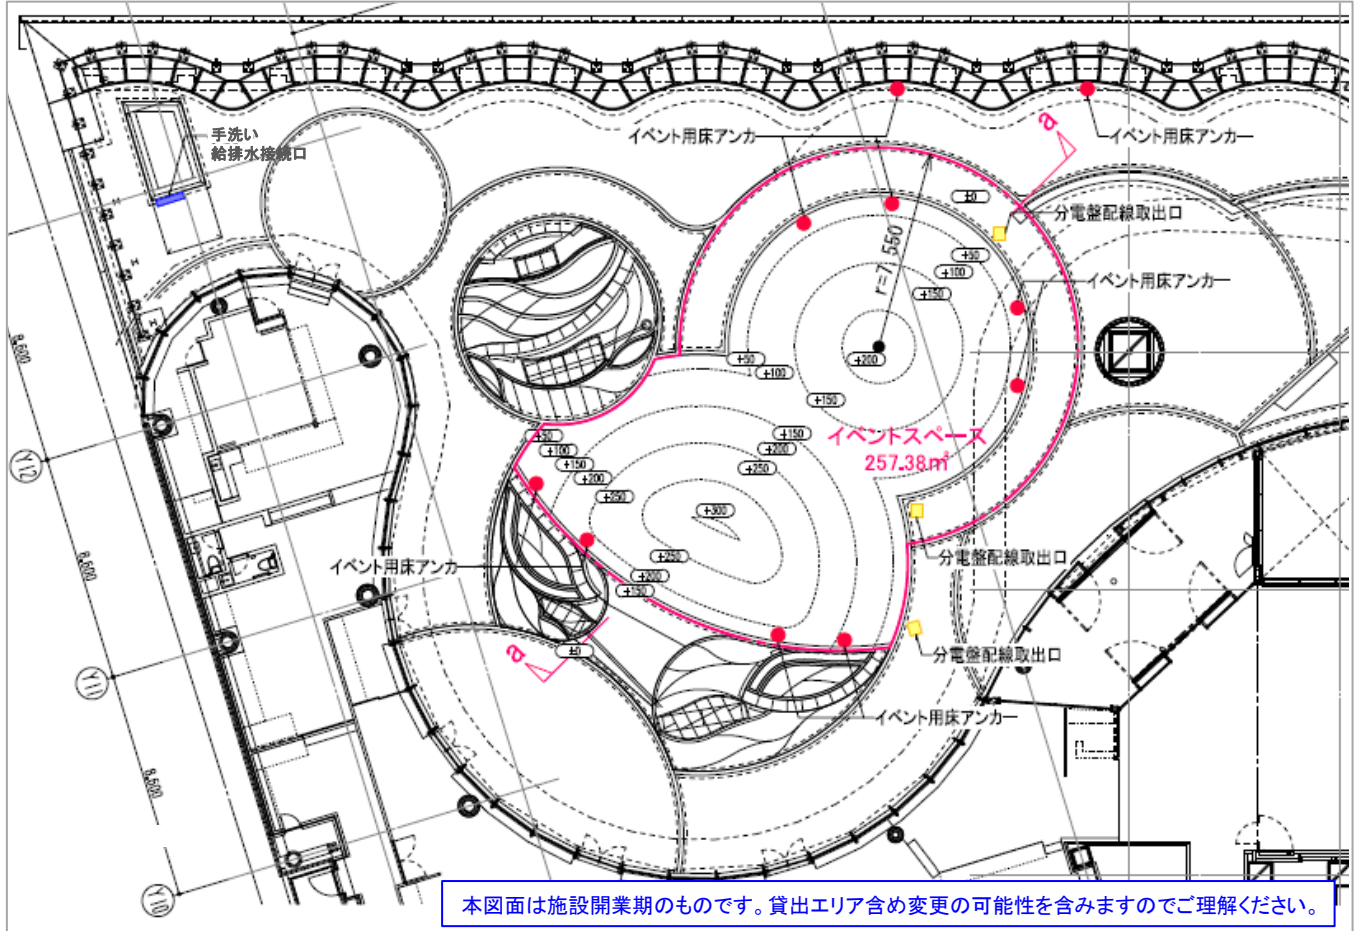 手洗い
給排水接続口
イベント用床アンカー
イベント用床アンカー
a
±0
分電盤配線取出口
r=7,550
+50
+100
+150
イベント用床アンカー
+200
+50
+100
+150
イベントスペース
257.38㎡
+50
+100
+150
+200
+250
+150
+200
+250
+300
+250
+200
+150
イベント用床アンカー
分電盤配線取出口
分電盤配線取出口
±0
a
イベント用床アンカー
8,600
Y12
8,600
Y11
8,600
Y10
本図面は施設開業期のものです。貸出エリア含め変更の可能性を含みますのでご理解ください。